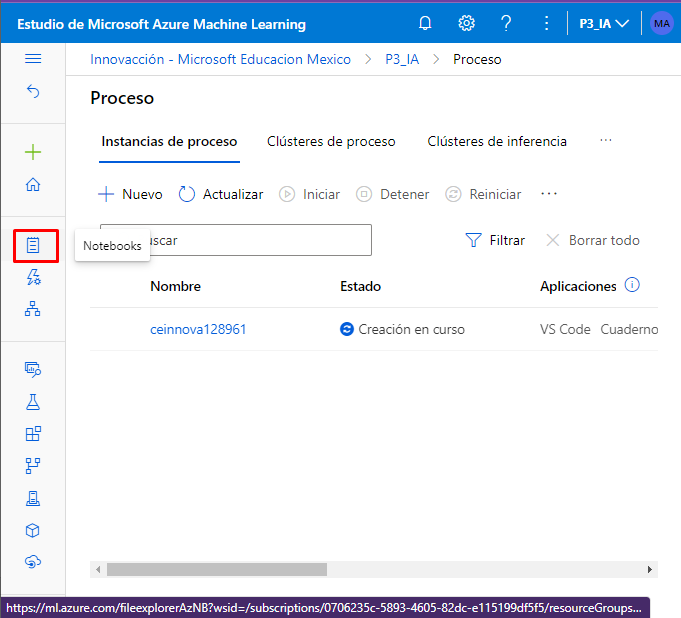 Estudio de Microsoft Azure Machine Learning
P3_IA
MA
Innovacción - Microsoft Educacion Mexico > P3_IA > Proceso
Proceso
Instancias de proceso Clústeres de proceso Clústeres de inferencia ...
Nuevo Actualizar Iniciar Detener Reiniciar ...
Notebooks
uscar
Filtrar Borrar todo
Nombre Estado Aplicaciones
ceinnova128961 Creación en curso VS Code Cuaderno
https://ml.azure.com/fileexplorerAzNB?wsid=/subscriptions/0706235c-5893-4605-82dc-e115199df5f5/resourceGroups...